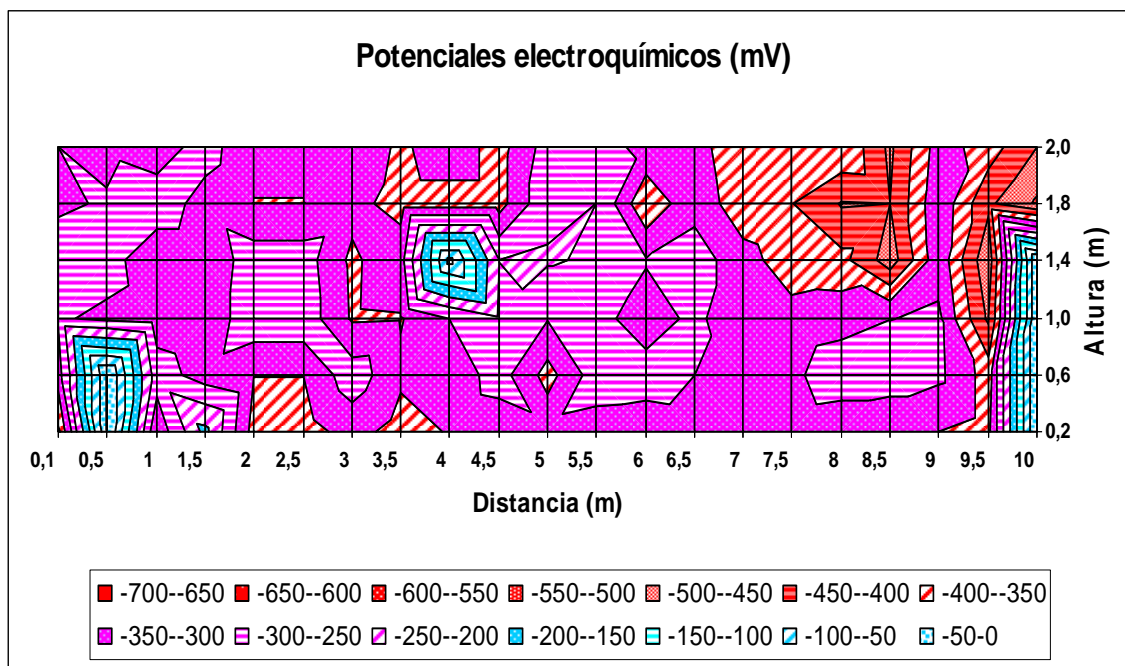 Potenciales electroquímicos (mV)
2,0
1,8
1,4
1,0
0,6
0,2
Altura (m)
0,1 0,5 1 1,5 2 2,5 3 3,5 4 4,5 5 5,5 6 6,5 7 7,5 8 8,5 9 9,5 10
Distancia (m)
-700--650 -650--600 -600--550 -550--500 -500--450 -450--400 -400--350
-350--300 -300--250 -250--200 -200--150 -150--100 -100--50 -50-0